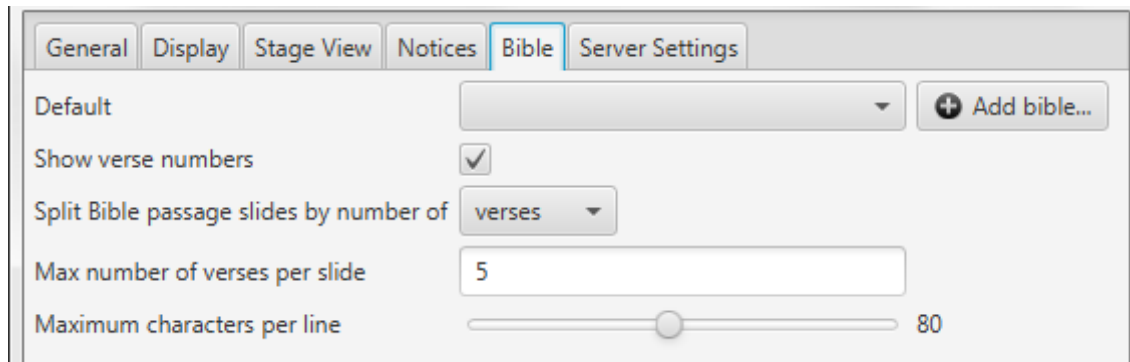 General Display Stage View Notices Bible Server Settings
Default Add bible...
Show verse numbers
Split Bible passage slides by number of verses
Max number of verses per slide 5
Maximum characters per line 80